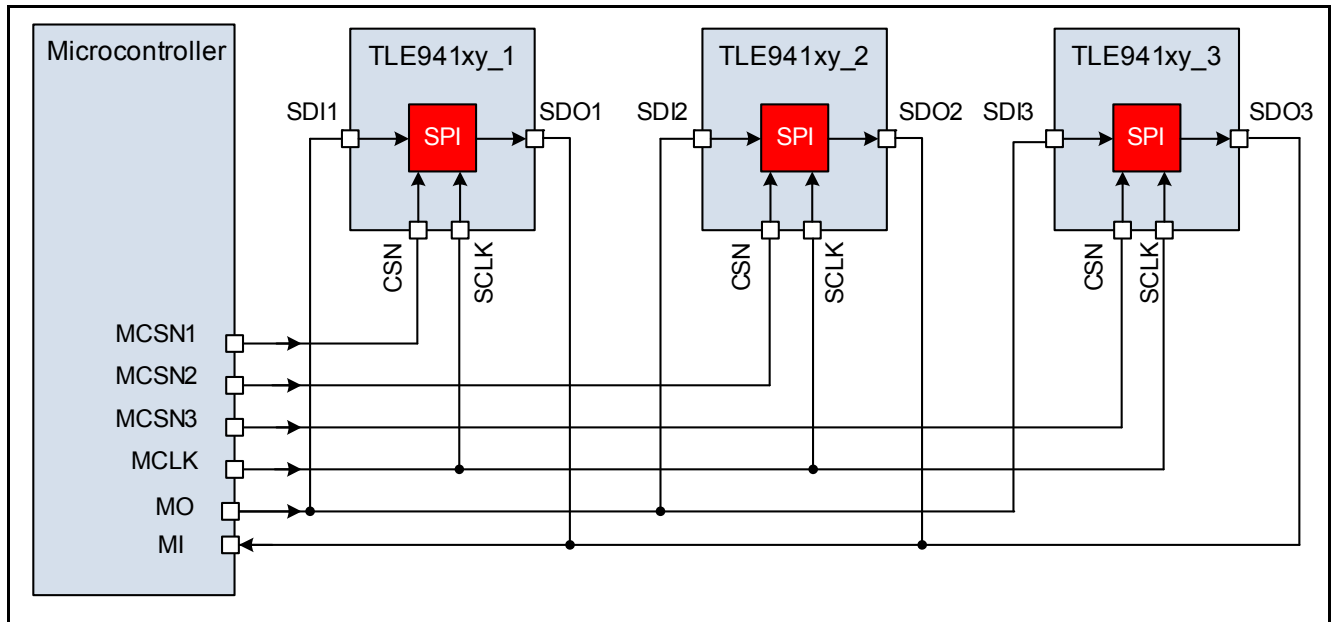 Microcontroller
TLE941xy_1
TLE941xy_2
TLE941xy_3
SDI1
SPI
SDO1
SDI2
SPI
SDO2
SDI3
SPI
SDO3
CSN
SCLK
CSN
SCLK
CSN
SCLK
MCSN1
MCSN2
MCSN3
MCLK
MO
MI